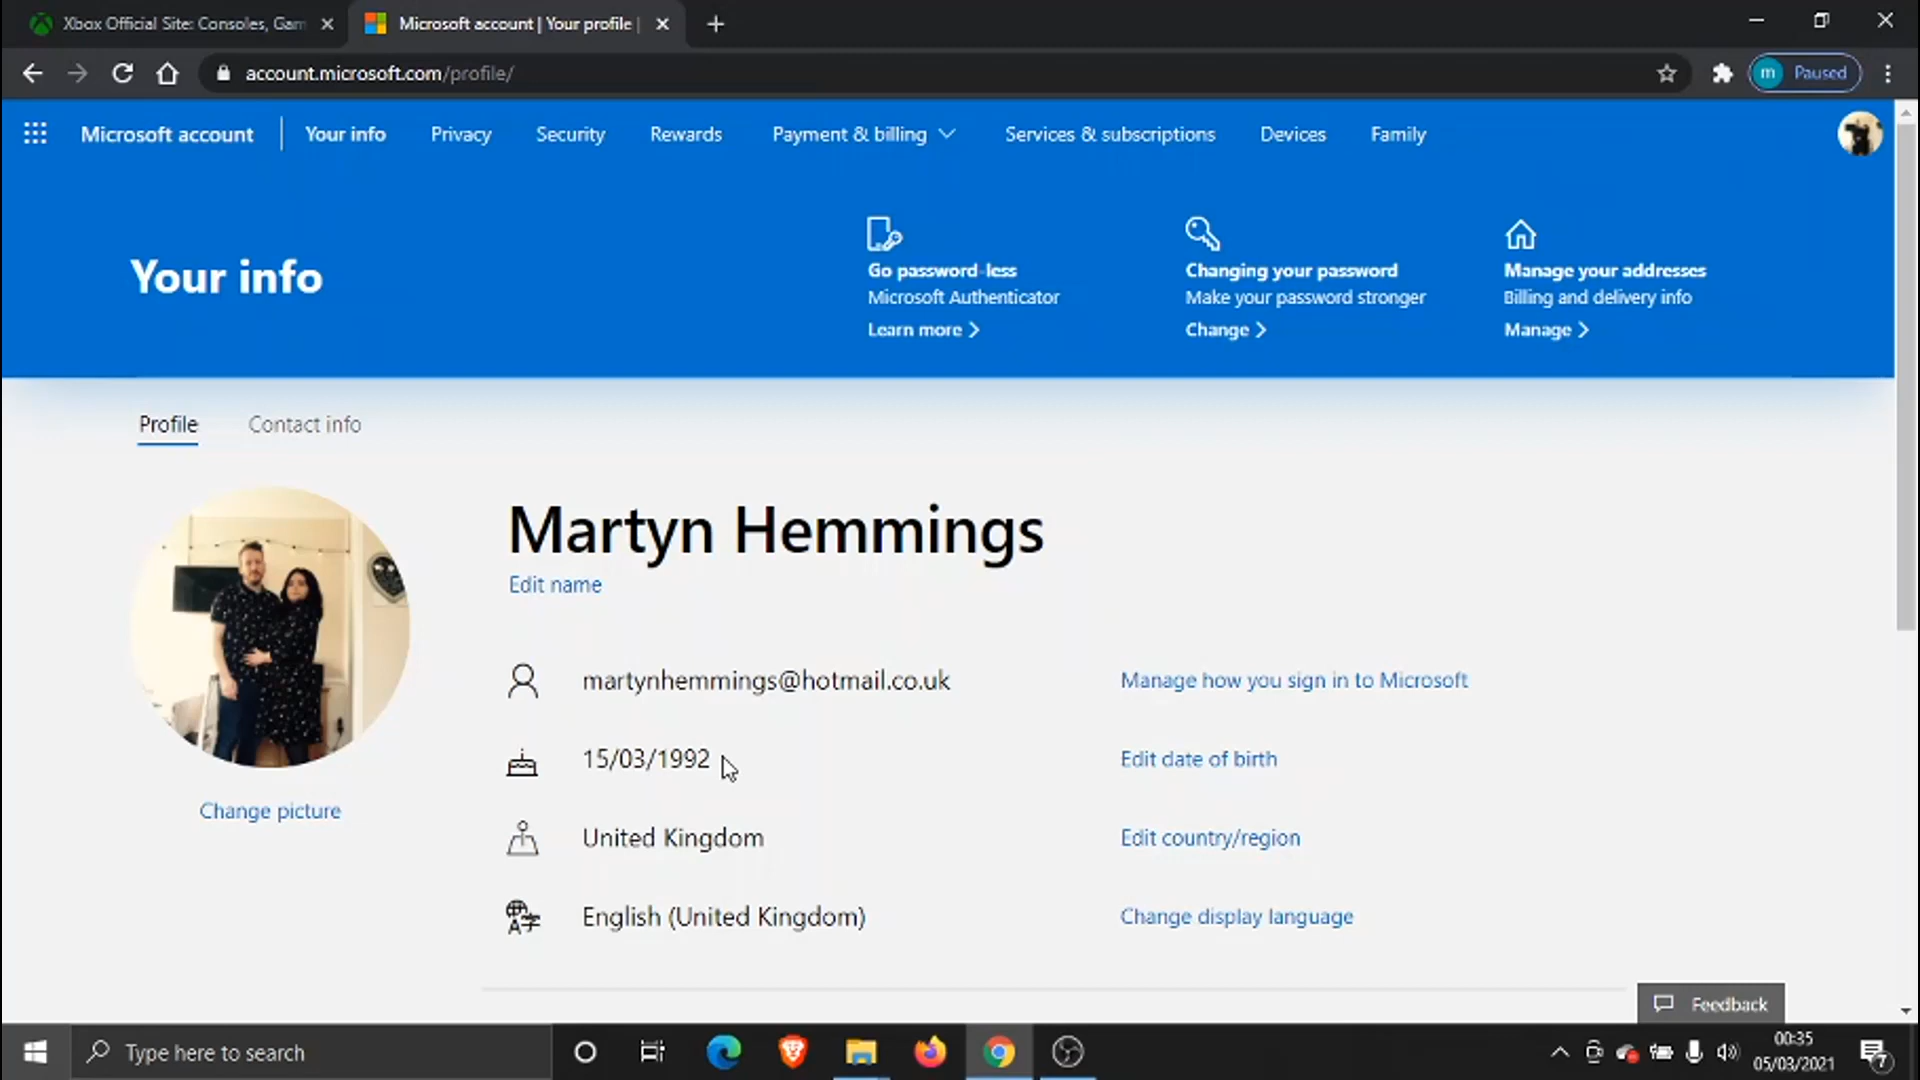 Xbox Official Site: Consoles, Gam
Microsoft account | Your profile |
account.microsoft.com/profile/
m Paused
Microsoft account Your info Privacy Security Rewards Payment & billing Services & subscriptions Devices Family
Your info
Go password-less
Microsoft Authenticator
Learn more
Changing your password
Make your password stronger
Change
Manage your addresses
Billing and delivery info
Manage
Profile Contact info
Martyn Hemmings
Edit name
martynhemmings@hotmail.co.uk Manage how you sign in to Microsoft
15/03/1992 Edit date of birth
Change picture
United Kingdom Edit country/region
English (United Kingdom) Change display language
Feedback
Type here to search
00:35
05/03/2021
7